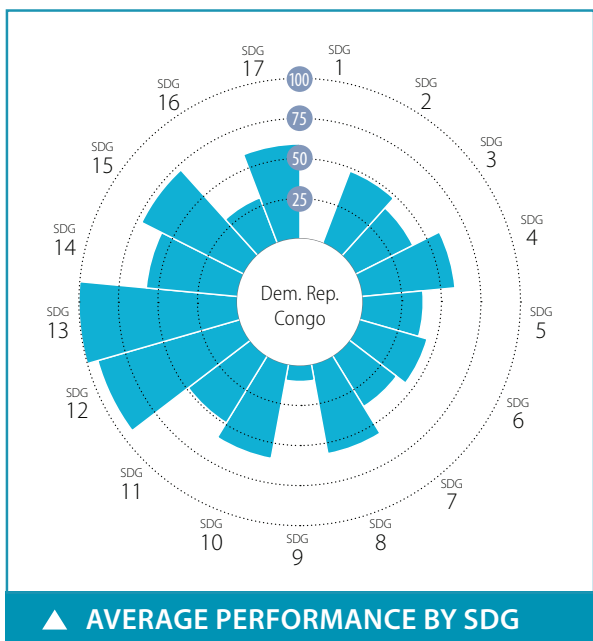 SDG
1
SDG
2
SDG
3
SDG
4
SDG
5
SDG
6
SDG
7
SDG
8
SDG
9
SDG
10
SDG
11
SDG
12
SDG
13
SDG
14
SDG
15
SDG
16
SDG
17
100
75
50
25
Dem. Rep.
Congo
▲ AVERAGE PERFORMANCE BY SDG